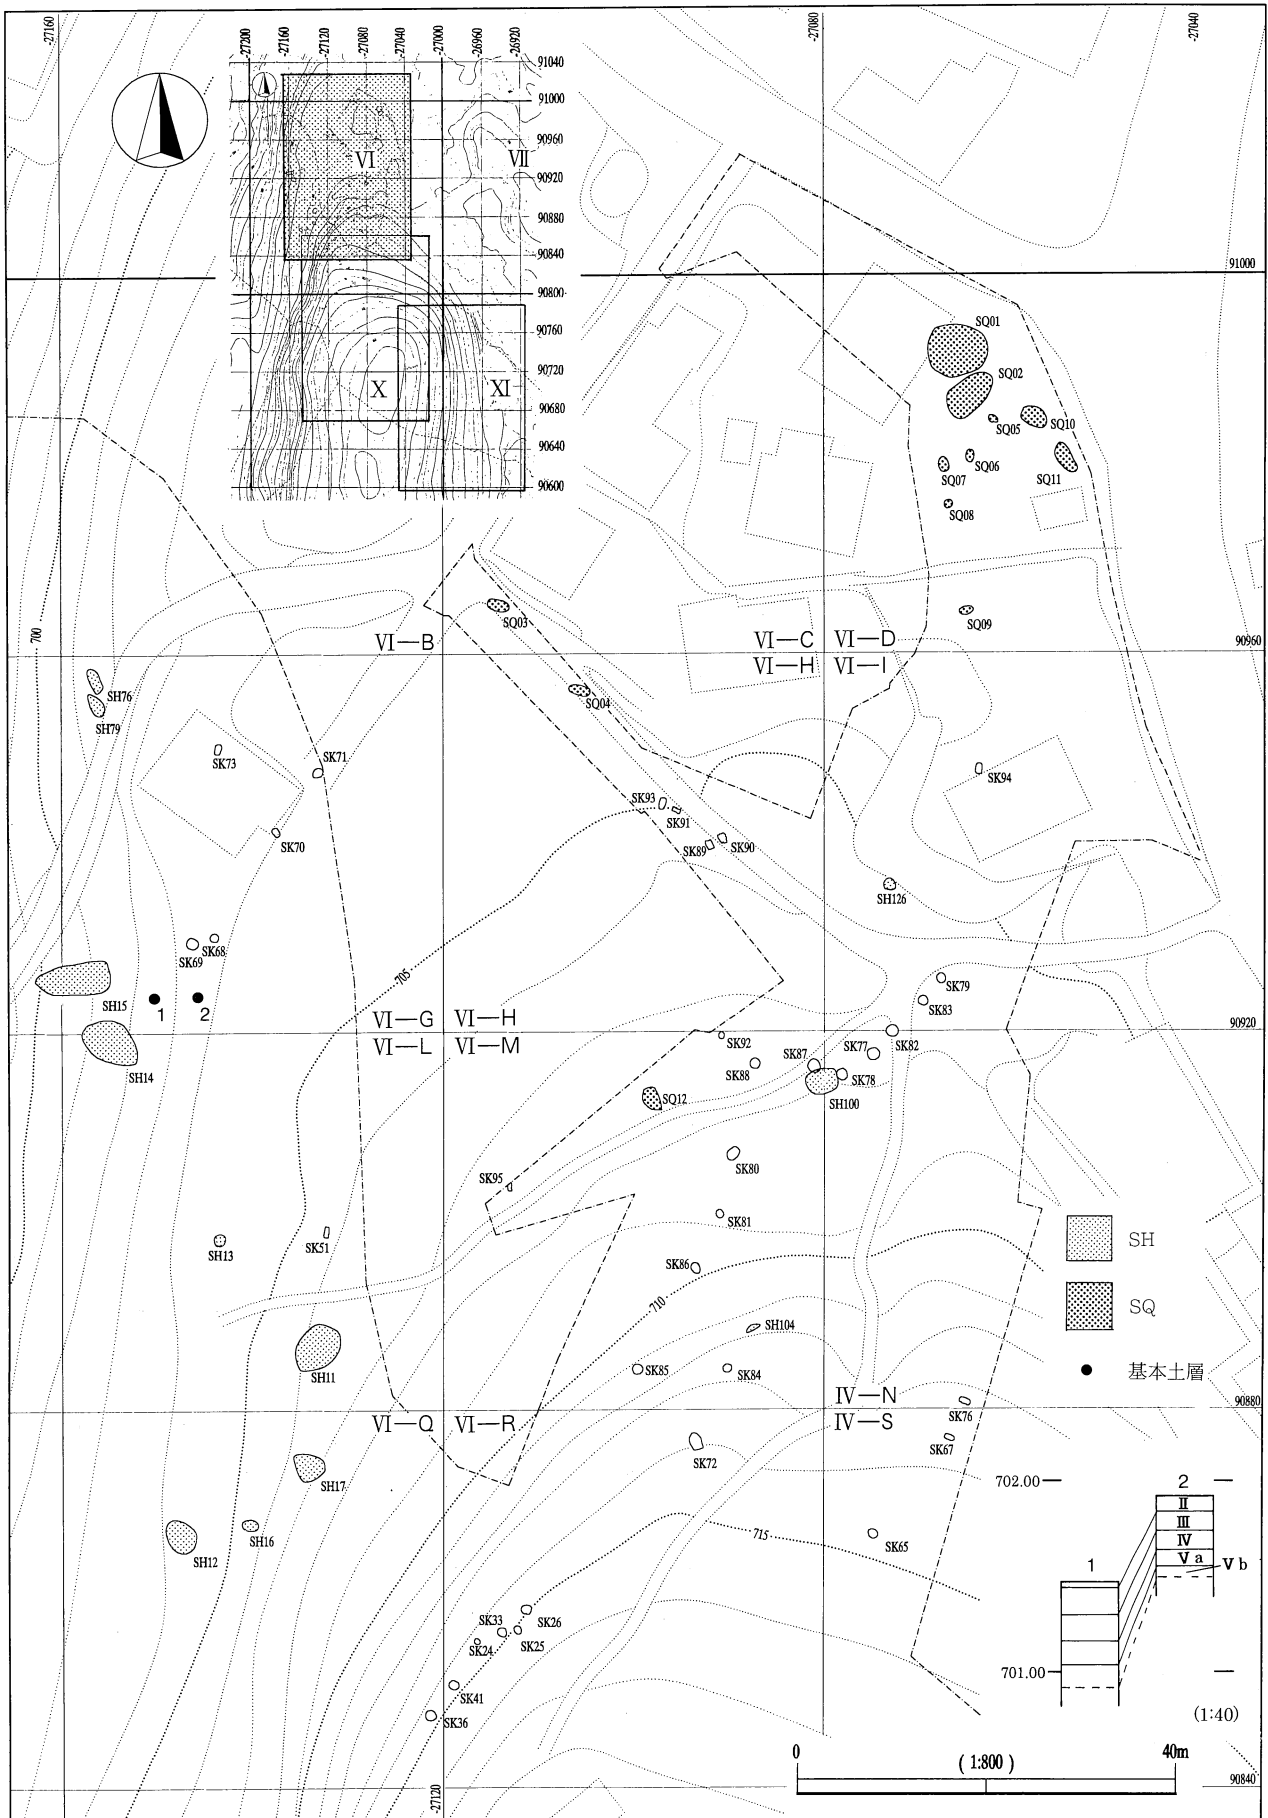 -27160
-27080
-27040
-27200
-27160
-27120
-27080
-27040
-27000
-26960
-26920
91040
91000
90960
90920
90880
90840
90800
90760
90720
90680
90640
90600
Ⅵ
Ⅶ
Ⅹ
Ⅺ
91000
SQ01
SQ02
SQ05
SQ10
SQ06
SQ07
SQ11
SQ08
SQ03
SQ09
700
Ⅵ—B
Ⅵ—C
Ⅵ—D
90960
Ⅵ—H
Ⅵ—I
SH76
SH79
SQ04
SK73
SK71
SK94
SK93
SK91
SK70
SK89
SK90
SH126
SK69
SK68
705
SK79
SH15
1
2
SK83
Ⅵ—G
Ⅵ—H
90920
Ⅵ—L
Ⅵ—M
SK92
SK82
SK87
SK77
SK88
SK78
SH14
SQ12
SH100
SK80
SK95
SK81
SH13
SK51
SH
SK86
710
SQ
SH104
SH11
SK85
SK84
基本土層
Ⅳ—N
SK76
90880
Ⅵ—Q
Ⅵ—R
Ⅳ—S
SK67
SK72
SH17
702.00
2
Ⅱ
Ⅲ
Ⅳ
Ⅴa
Ⅴb
715
SK65
SH12
SH16
1
SK33
SK26
SK24
SK25
701.00
SK41
SK36
(1:40)
0
(1:800)
40m
-27120
90840